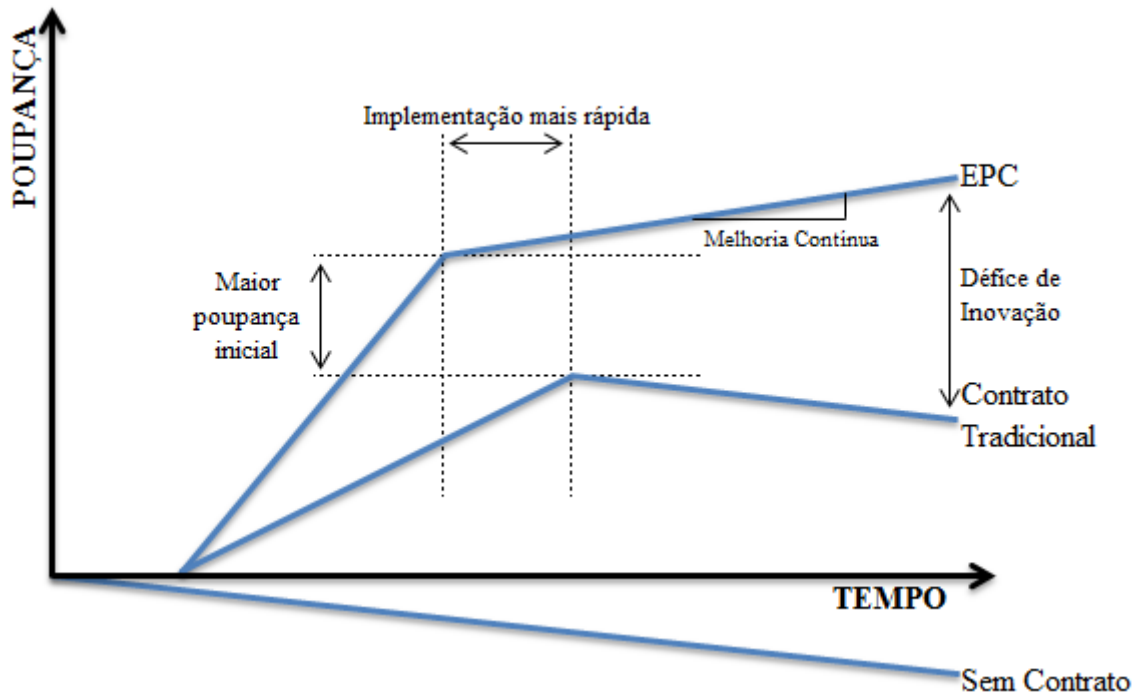 POUPANÇA
Implementação mais rápida
EPC
Melhoria Continua
Maior
poupança
inicial
Défice de
Inovação
Contrato
Tradicional
TEMPO
Sem Contrato